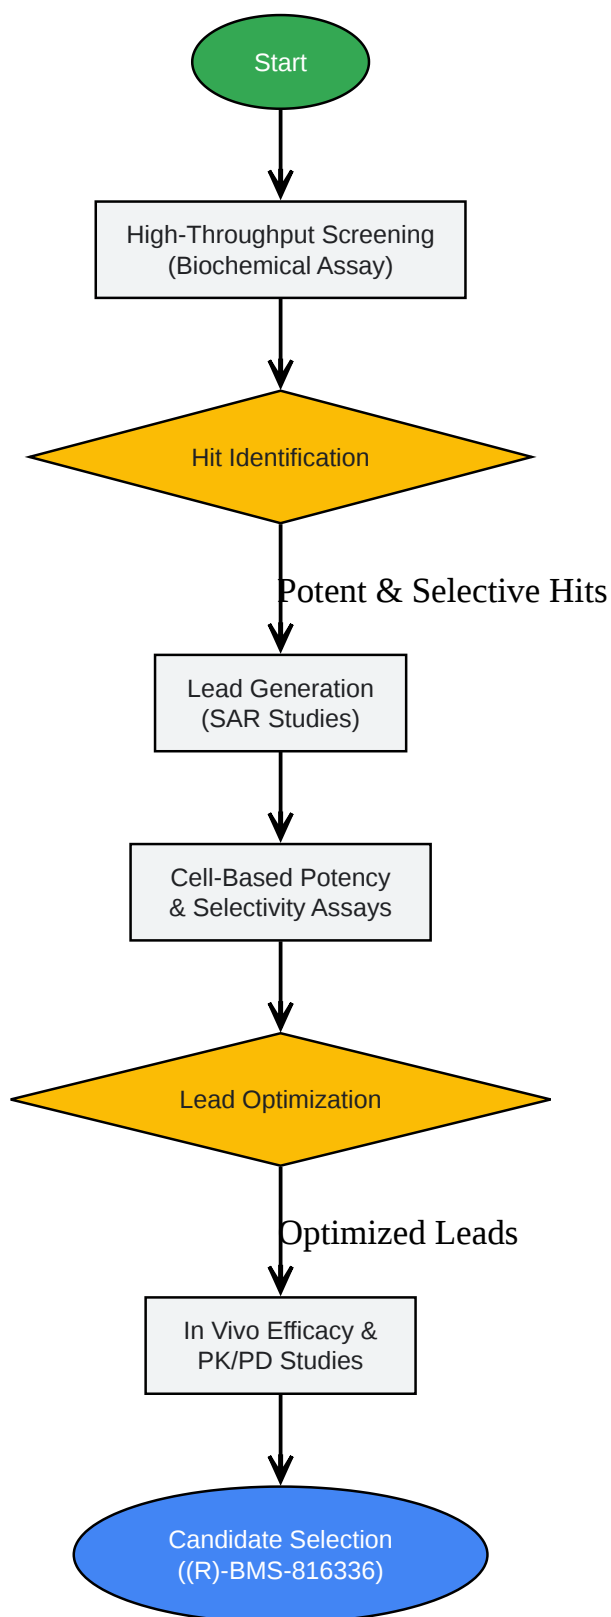 Start
High-Throughput Screening
(Biochemical Assay)
Hit Identification
Potent & Selective Hits
Lead Generation
(SAR Studies)
Cell-Based Potency
& Selectivity Assays
Lead Optimization
Optimized Leads
In Vivo Efficacy &
PK/PD Studies
Candidate Selection
((R)-BMS-816336)